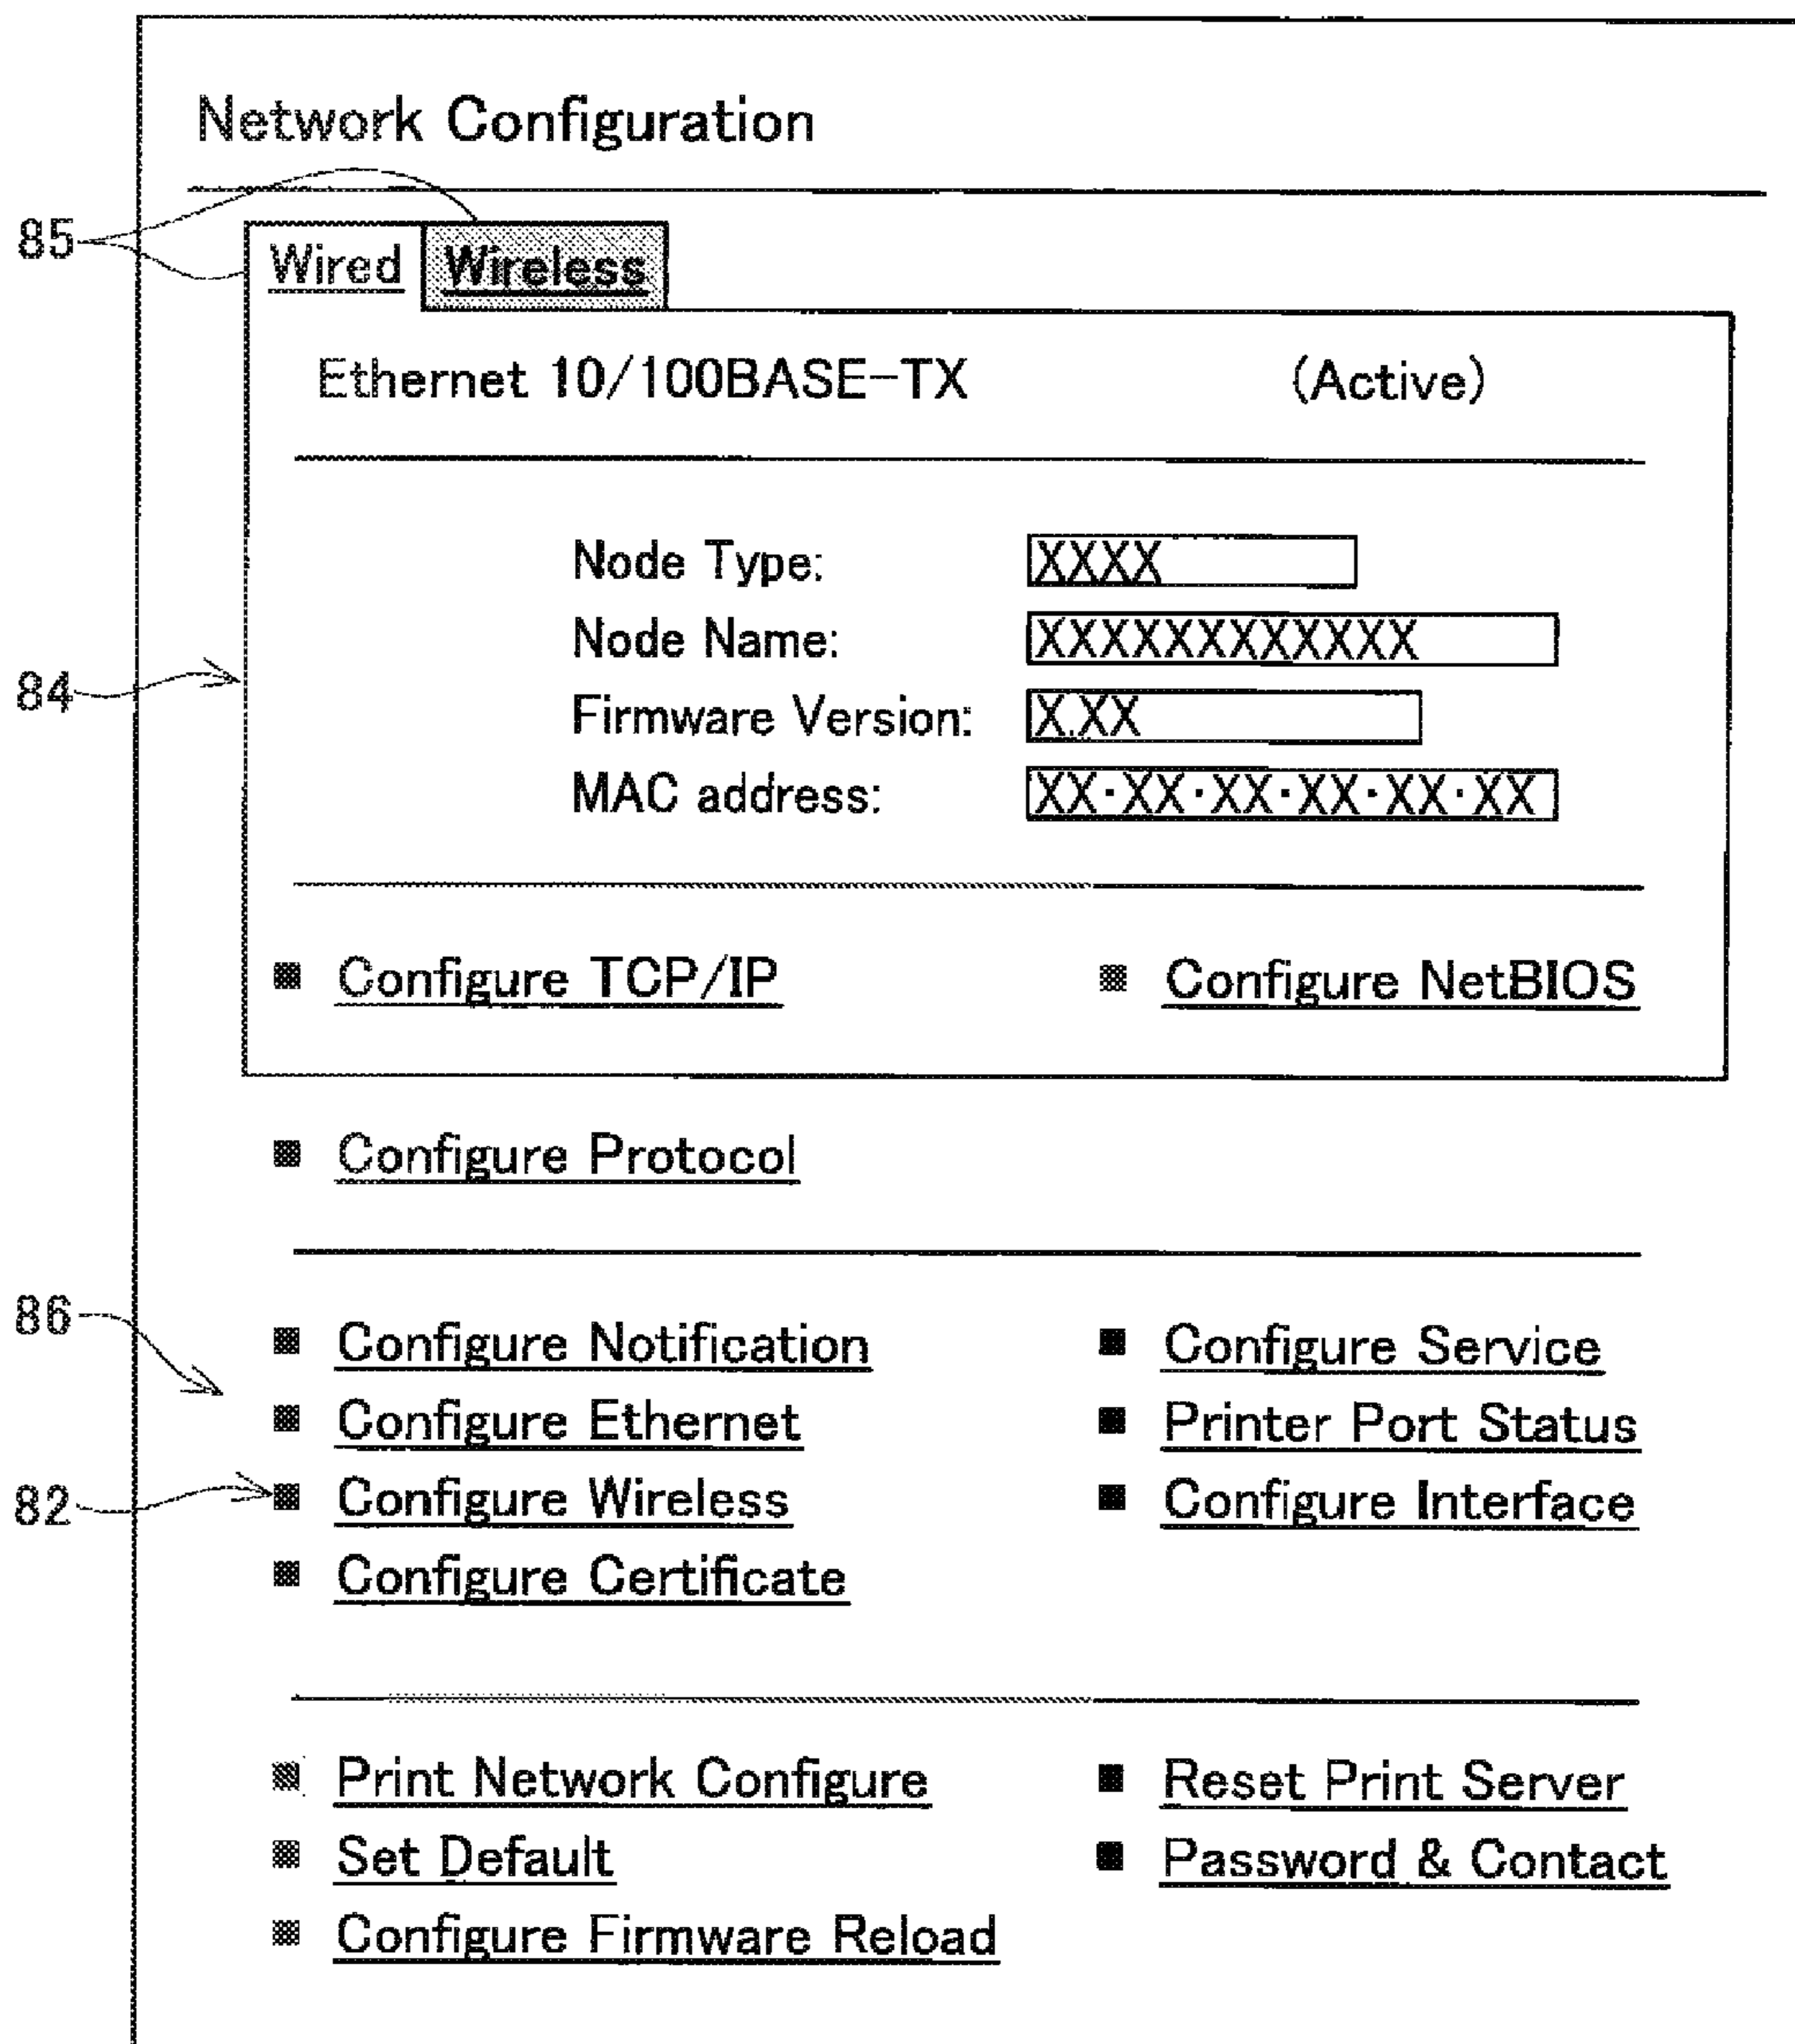 Network Configuration
85
Wired Wireless
Ethernet 10/100BASE-TX (Active)
Node Type: XXXX
Node Name: XXXXXXXXXXXX
84
Firmware Version: X.XX
MAC address: XX·XX·XX·XX·XX·XX
Configure TCP/IP Configure NetBIOS
Configure Protocol
86
Configure Notification Configure Service
Configure Ethernet Printer Port Status
82 Configure Wireless Configure Interface
Configure Certificate
Print Network Configure Reset Print Server
Set Default Password & Contact
Configure Firmware Reload